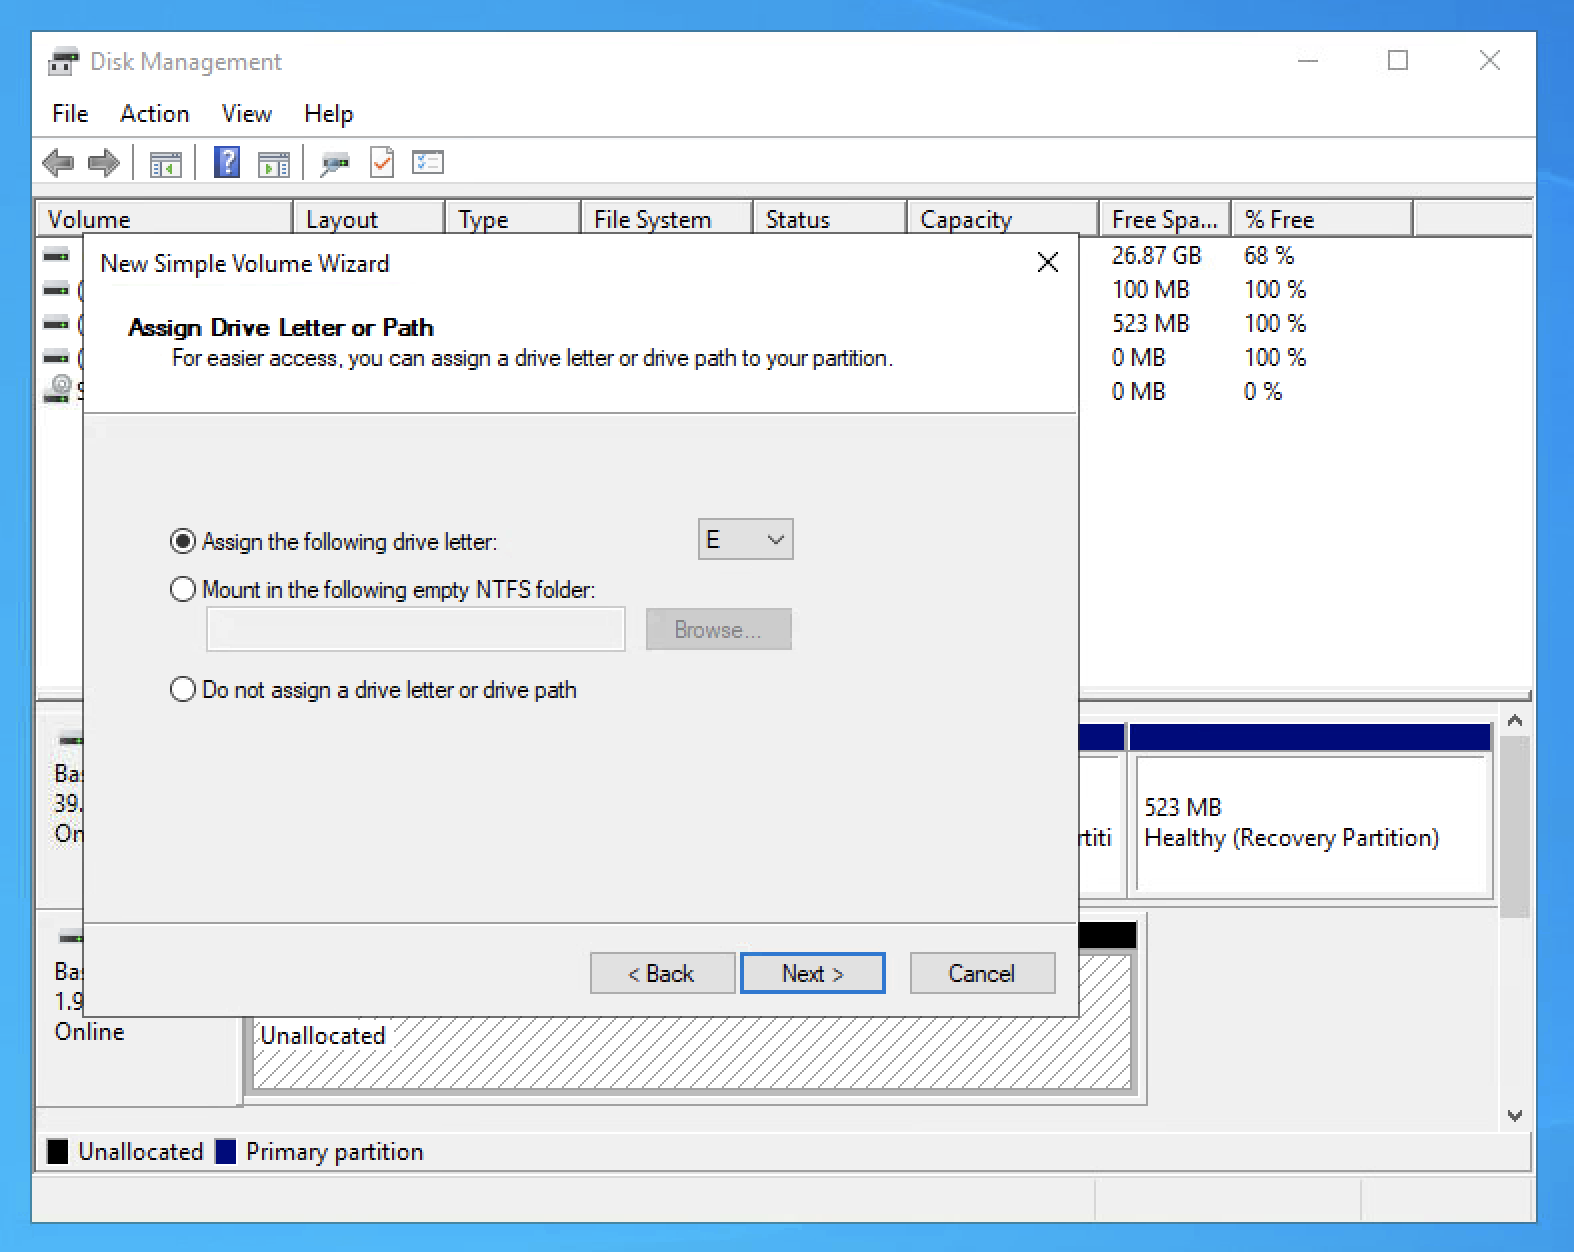 Disk Management
File Action View Help
Volume Layout Type File System Status Capacity Free Spa... % Free
26.87 GB 68 %
100 MB 100 %
523 MB 100 %
0 MB 100 %
0 MB 0 %
New Simple Volume Wizard
Assign Drive Letter or Path
For easier access, you can assign a drive letter or drive path to your partition.
Assign the following drive letter: E
Mount in the following empty NTFS folder:
Browse...
Do not assign a drive letter or drive path
< Back Next > Cancel
Ba
39.
On
rtiti
523 MB
Healthy (Recovery Partition)
Ba
1.9
Online
Unallocated
Unallocated Primary partition